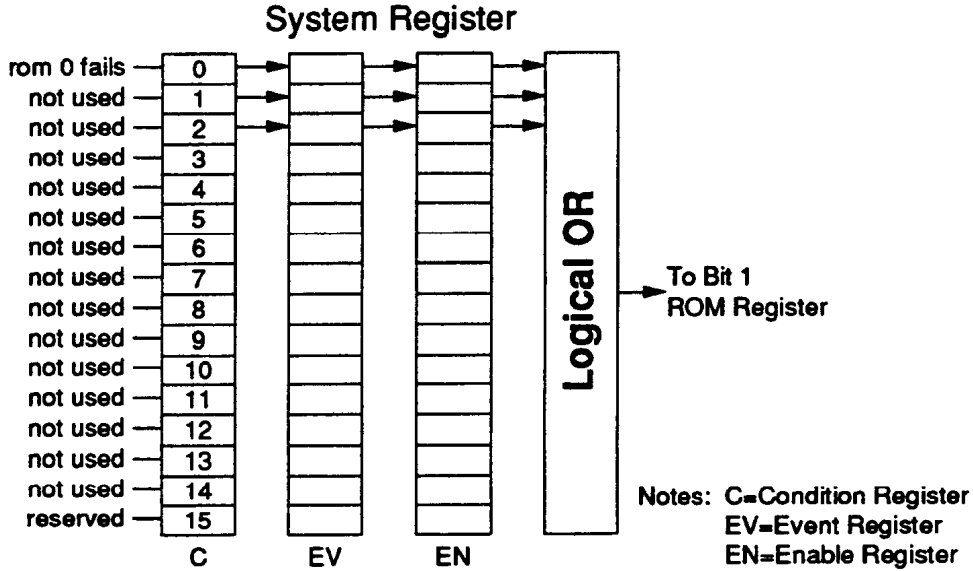 System Register
rom 0 fails 0
not used 1
not used 2
not used 3
not used 4
not used 5
not used 6
not used 7
not used 8
not used 9
not used 10
not used 11
not used 12
not used 13
not used 14
reserved 15
C EV EN
Logical OR
To Bit 1
ROM Register
Notes: C=Condition Register
EV=Event Register
EN=Enable Register